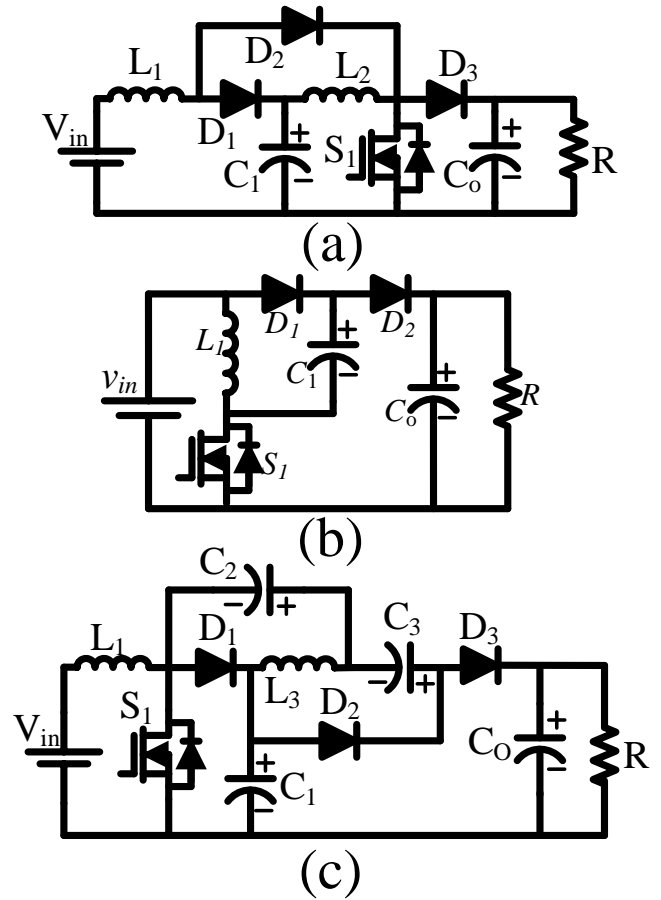 D2
L1 L2 D3
Vin D1 + S1 +
C1 Co R
− −
(a)
L1 D1 + D2
vin C1 − + R
S1 Co −
(b)
C2
− + C3
L1 D1 D3
− +
S1 L3 D2
Vin + + R
C1 CO
− −
(c)